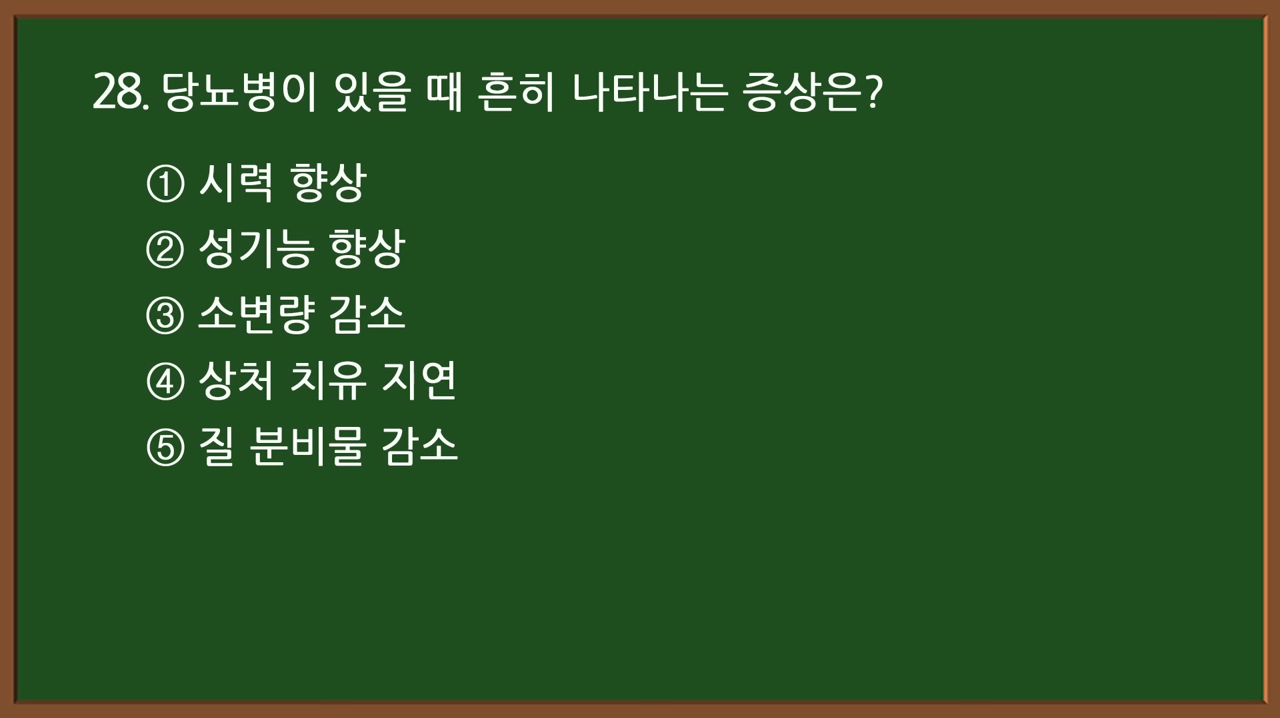 28. 당뇨병이 있을 때 흔히 나타나는 증상은?
① 시력 향상
② 성기능 향상
③ 소변량 감소
④ 상처 치유 지연
⑤ 질 분비물 감소